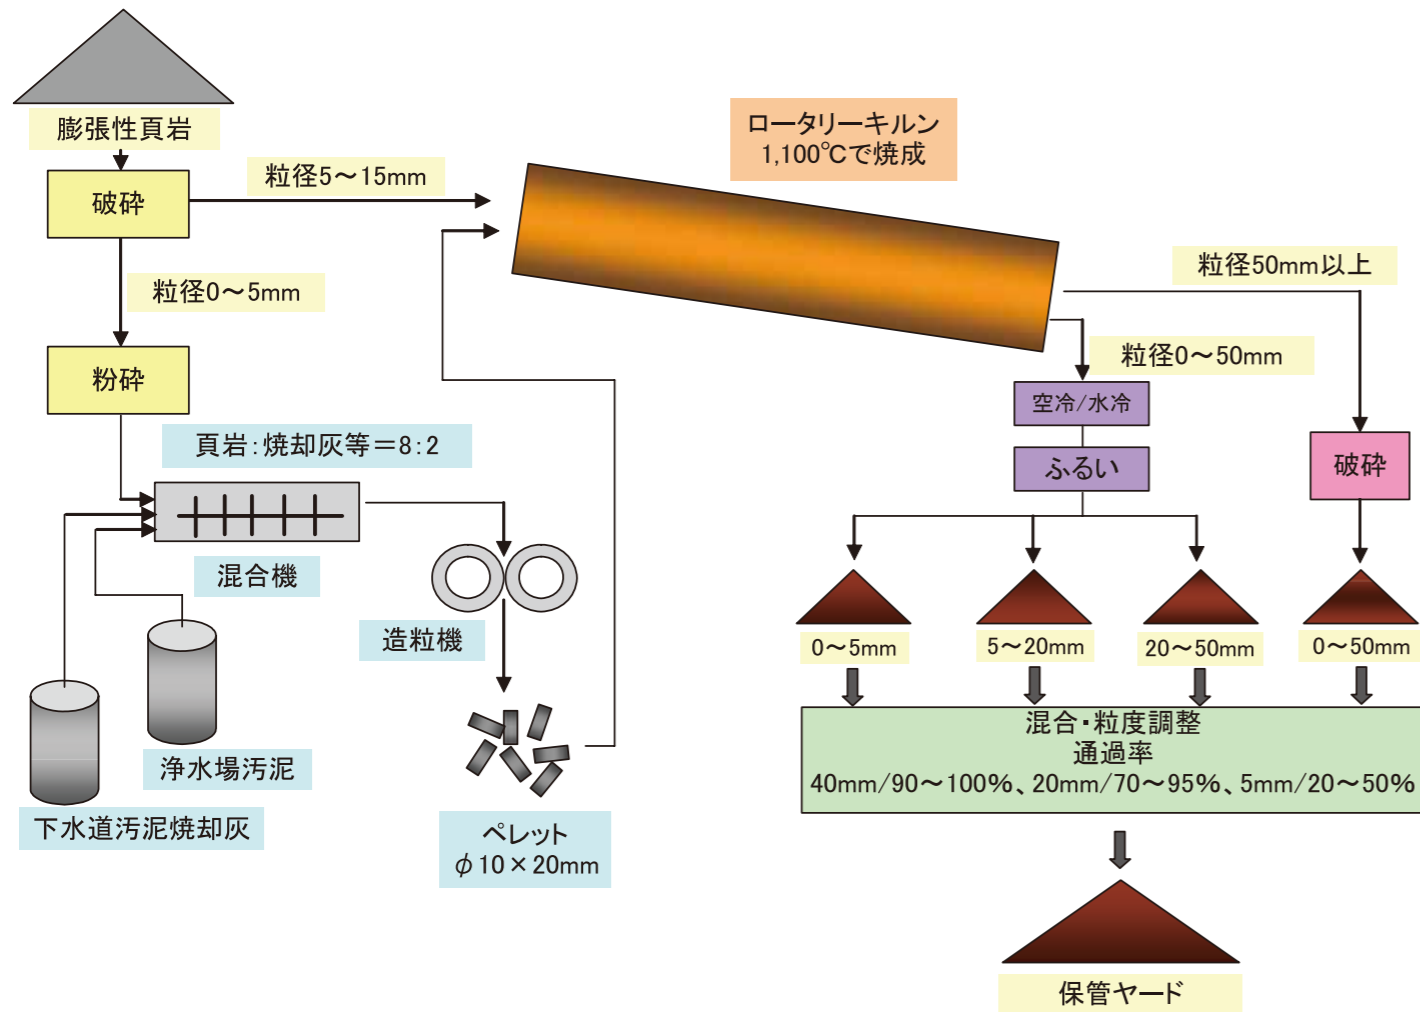 膨張性頁岩
破砕
粒径5～15mm
粒径0～5mm
粉砕
頁岩:焼却灰等＝8:2
混合機
造粒機
浄水場汚泥
下水道汚泥焼却灰
ペレット
φ10×20mm
ロータリーキルン
1,100℃で焼成
粒径50mm以上
粒径0～50mm
空冷/水冷
ふるい
破砕
0～5mm
5～20mm
20～50mm
0～50mm
混合・粒度調整
通過率
40mm/90～100%、20mm/70～95%、5mm/20～50%
保管ヤード